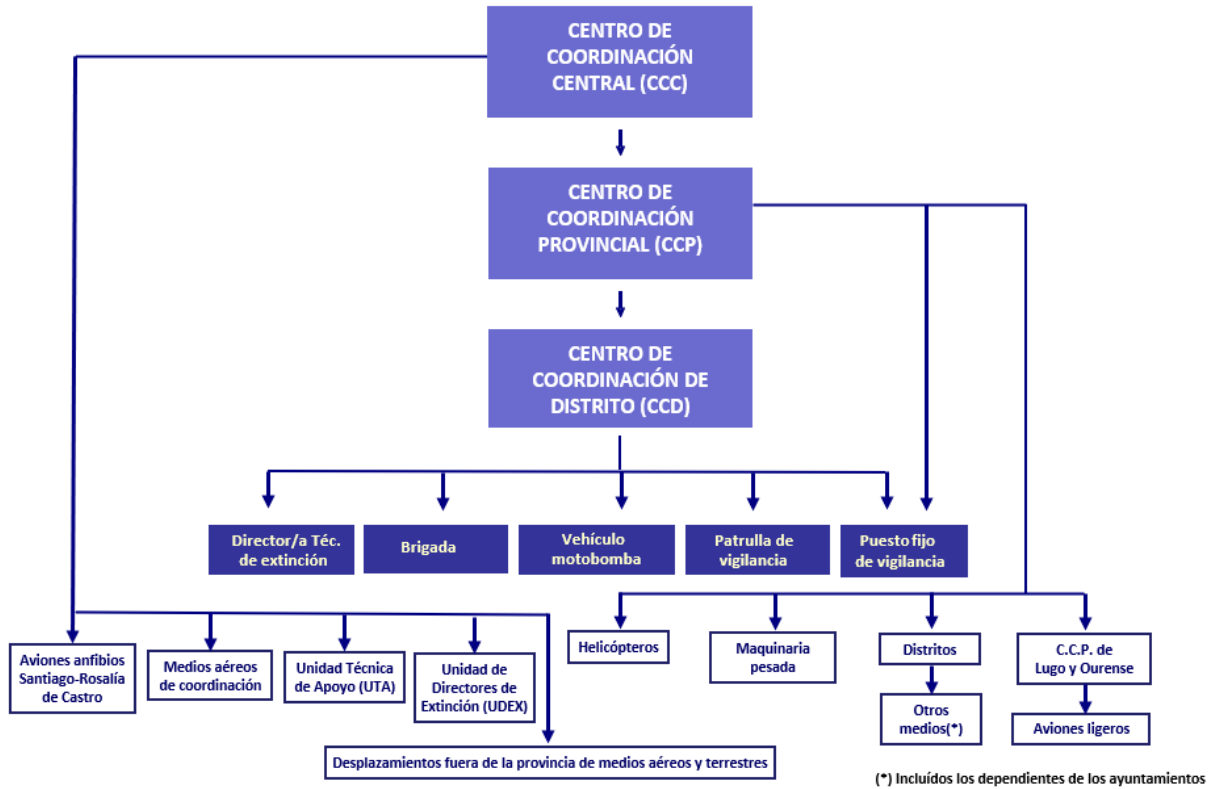 CENTRO DE
COORDINACIÓN
CENTRAL (CCC)
CENTRO DE
COORDINACIÓN
PROVINCIAL (CCP)
CENTRO DE
COORDINACIÓN DE
DISTRITO (CCD)
Director/a Téc.
de extinción
Brigada
Vehículo
motobomba
Patrulla de
vigilancia
Puesto fijo
de vigilancia
Aviones anfibios
Santiago-Rosalía
de Castro
Medios aéreos
de coordinación
Unidad Técnica
de Apoyo (UTA)
Unidad de
Directores de
Extinción (UDEX)
Helicópteros
Maquinaria
pesada
Distritos
C.C.P. de
Lugo y Ourense
Otros
medios(*)
Aviones ligeros
Desplazamientos fuera de la provincia de medios aéreos y terrestres
(*) Incluídos los dependientes de los ayuntamientos